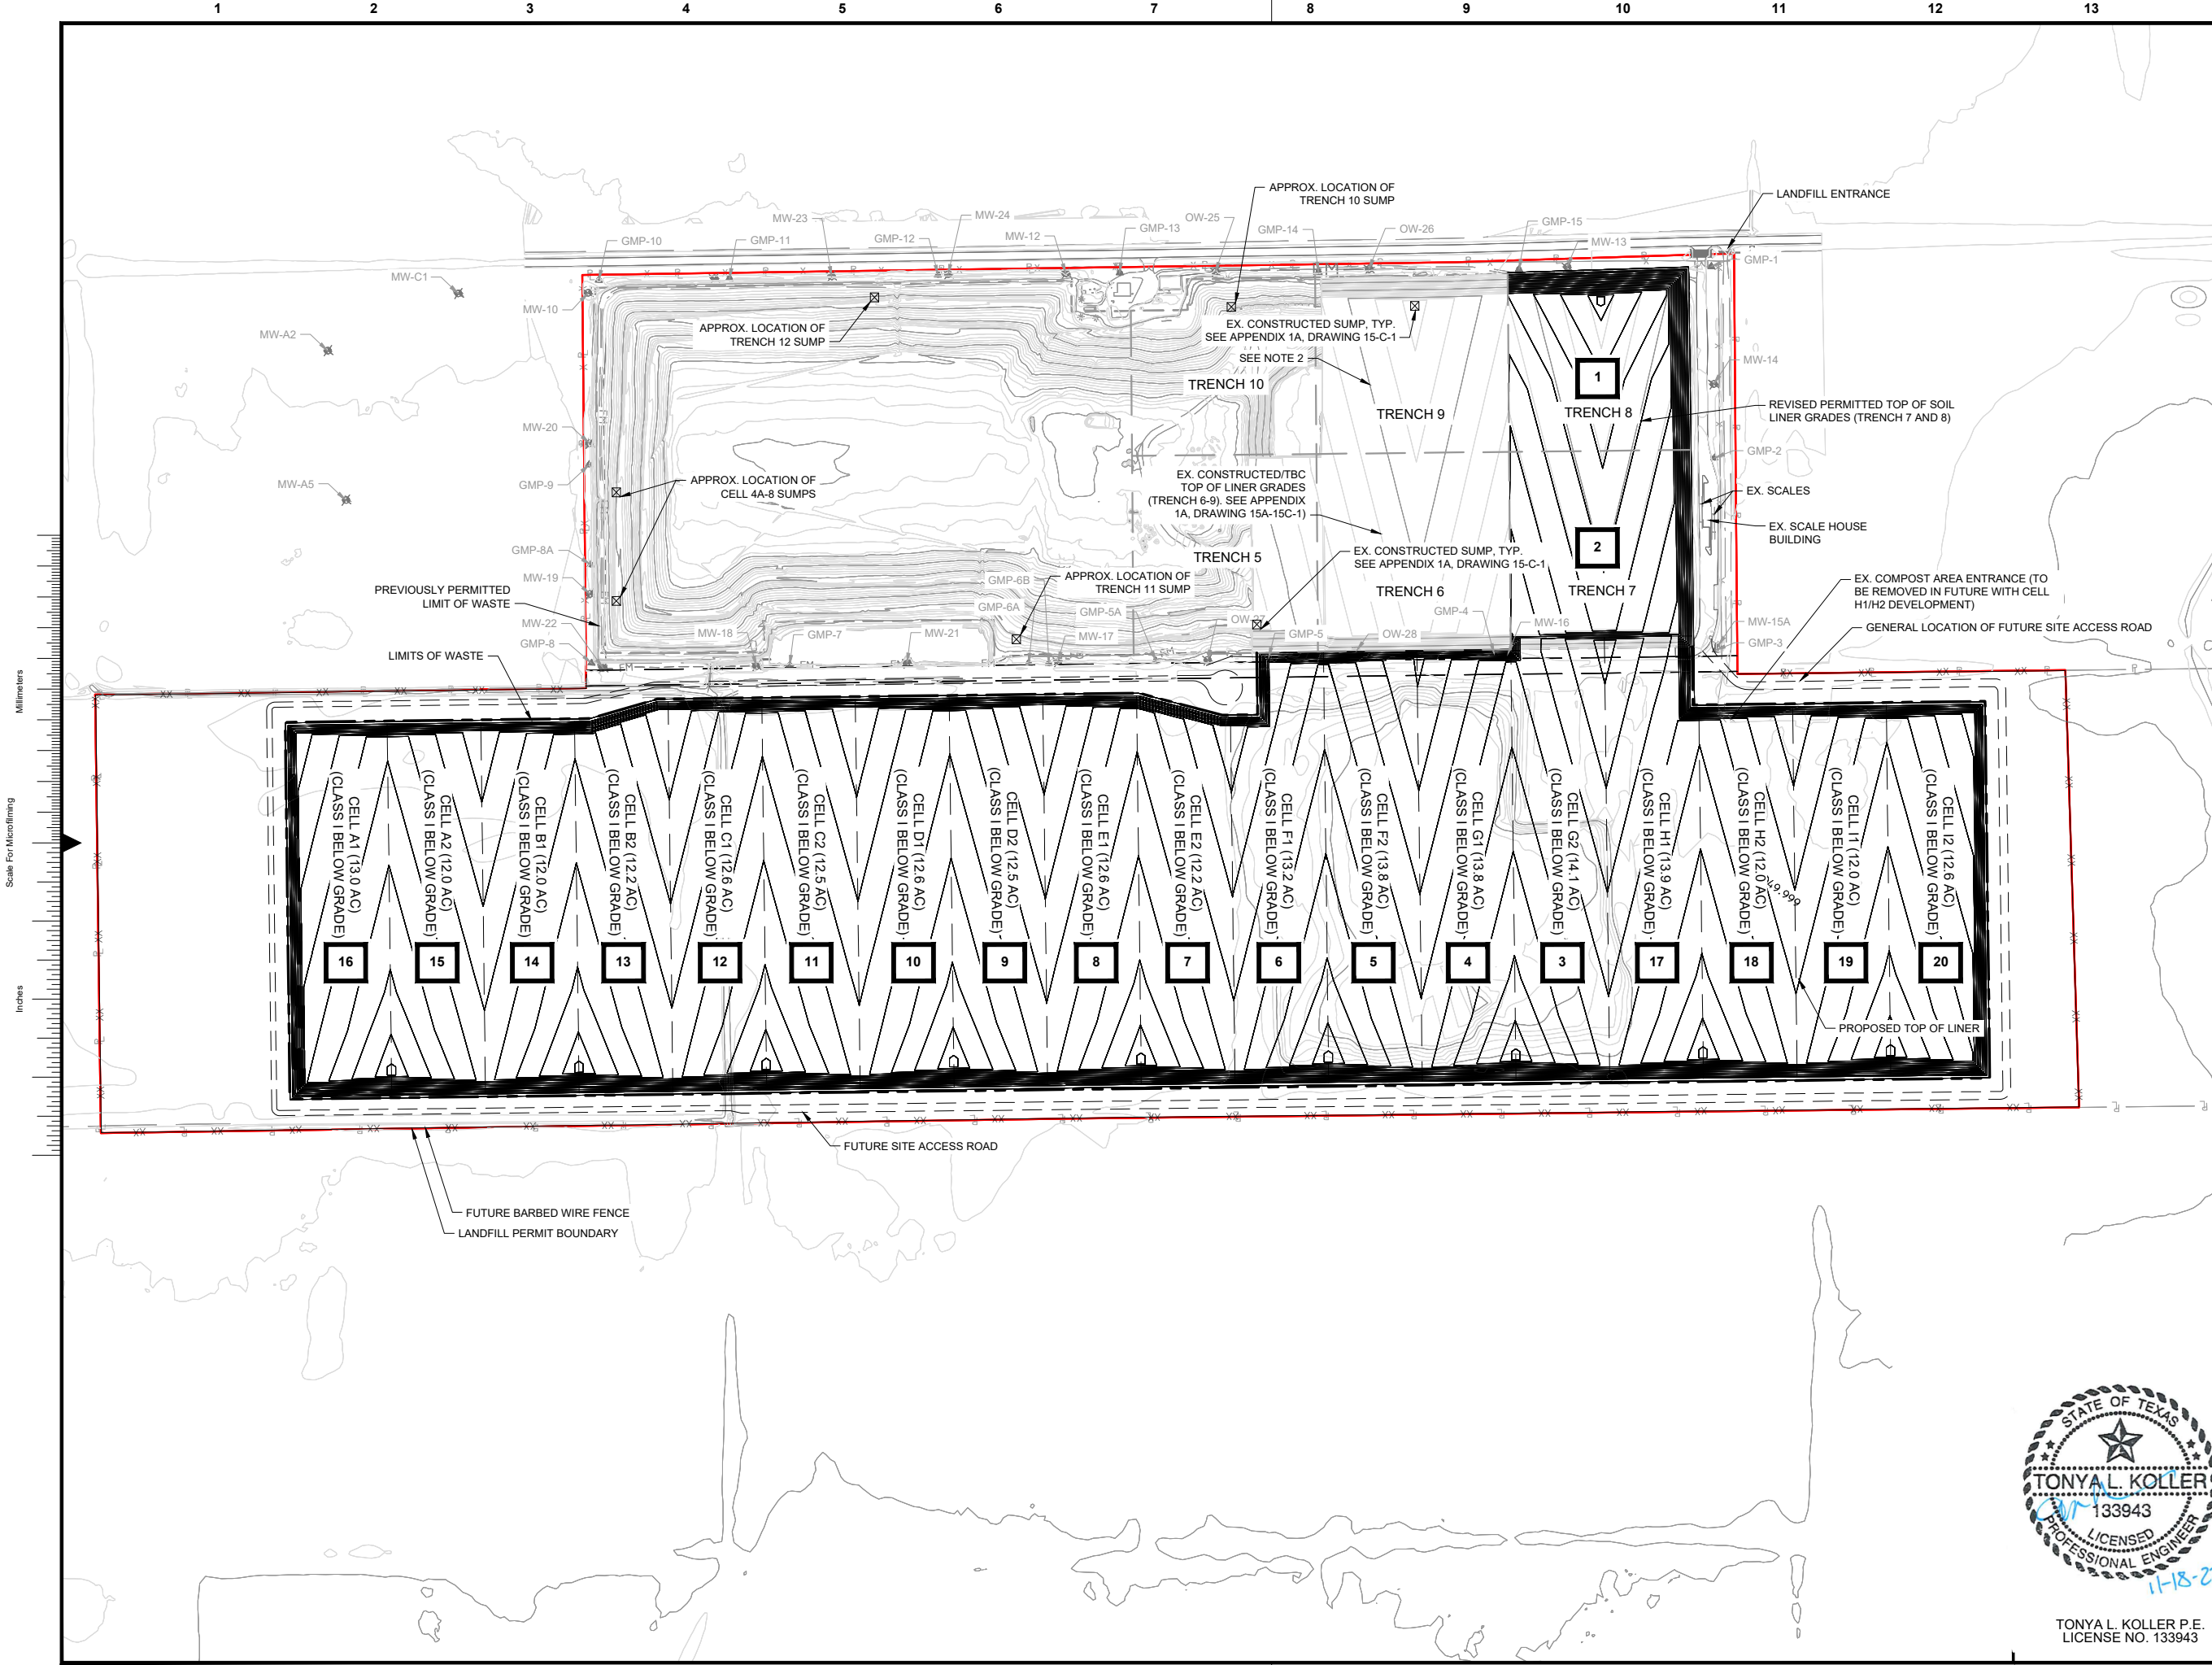 1 2 3 4 5 6 7 8 9 10 11 12 13
APPROX. LOCATION OF
TRENCH 10 SUMP
LANDFILL ENTRANCE
MW-23
MW-24
OW-25
GMP-15
GMP-10
GMP-11
GMP-12
MW-12
GMP-13
GMP-14
OW-26
MW-13
GMP-1
MW-C1
MW-10
APPROX. LOCATION OF
TRENCH 12 SUMP
EX. CONSTRUCTED SUMP, TYP.
SEE APPENDIX 1A, DRAWING 15-C-1
MW-A2
SEE NOTE 2
MW-14
TRENCH 10
1
TRENCH 9
TRENCH 8
REVISED PERMITTED TOP OF SOIL
LINER GRADES (TRENCH 7 AND 8)
MW-20
GMP-2
MW-A5
GMP-9
APPROX. LOCATION OF
CELL 4A-8 SUMPS
EX. CONSTRUCTED/TBC
TOP OF LINER GRADES
(TRENCH 6-9). SEE APPENDIX
1A, DRAWING 15A-15C-1)
EX. SCALES
EX. SCALE HOUSE
BUILDING
GMP-8A
TRENCH 5
2
EX. CONSTRUCTED SUMP, TYP.
SEE APPENDIX 1A, DRAWING 15-C-1
MW-19
GMP-6B
APPROX. LOCATION OF
TRENCH 11 SUMP
PREVIOUSLY PERMITTED
LIMIT OF WASTE
TRENCH 6
TRENCH 7
EX. COMPOST AREA ENTRANCE (TO
BE REMOVED IN FUTURE WITH CELL
H1/H2 DEVELOPMENT)
GMP-6A
GMP-5A
GMP-4
MW-22
MW-18
GMP-7
MW-21
MW-17
OW-27
GMP-5
OW-28
MW-16
MW-15A
GENERAL LOCATION OF FUTURE SITE ACCESS ROAD
GMP-8
GMP-3
LIMITS OF WASTE
CELL A1 (13.0 AC)
(CLASS I BELOW GRADE)
CELL A2 (12.0 AC)
(CLASS I BELOW GRADE)
CELL B1 (12.0 AC)
(CLASS I BELOW GRADE)
CELL B2 (12.2 AC)
(CLASS I BELOW GRADE)
CELL C1 (12.6 AC)
(CLASS I BELOW GRADE)
CELL C2 (12.5 AC)
(CLASS I BELOW GRADE)
CELL D1 (12.6 AC)
(CLASS I BELOW GRADE)
CELL D2 (12.5 AC)
(CLASS I BELOW GRADE)
CELL E1 (12.6 AC)
(CLASS I BELOW GRADE)
CELL E2 (12.2 AC)
(CLASS I BELOW GRADE)
CELL F1 (13.2 AC)
(CLASS I BELOW GRADE)
CELL F2 (13.8 AC)
(CLASS I BELOW GRADE)
CELL G1 (13.8 AC)
(CLASS I BELOW GRADE)
CELL G2 (14.1 AC)
(CLASS I BELOW GRADE)
CELL H1 (13.9 AC)
(CLASS I BELOW GRADE)
CELL H2 (12.0 AC)
(CLASS I BELOW GRADE)
CELL I1 (12.0 AC)
(CLASS I BELOW GRADE)
CELL I2 (12.6 AC)
(CLASS I BELOW GRADE)
16 15 14 13 12 11 10 9 8 7 6 5 4 3 17 18 19 20
PROPOSED TOP OF LINER
FUTURE SITE ACCESS ROAD
FUTURE BARBED WIRE FENCE
LANDFILL PERMIT BOUNDARY
Millimeters
Scale For Microfilming
Inches
STATE OF TEXAS
TONYA L. KOLLER
133943
LICENSED
PROFESSIONAL ENGINEER
TONYA L. KOLLER P.E.
LICENSE NO. 133943